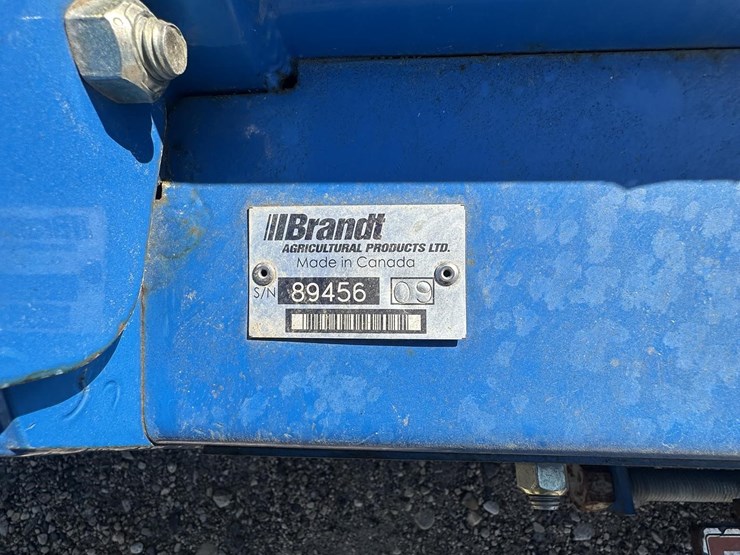 Brandt
AGRICULTURAL PRODUCTS LTD.
Made in Canada
S/N 89456 09